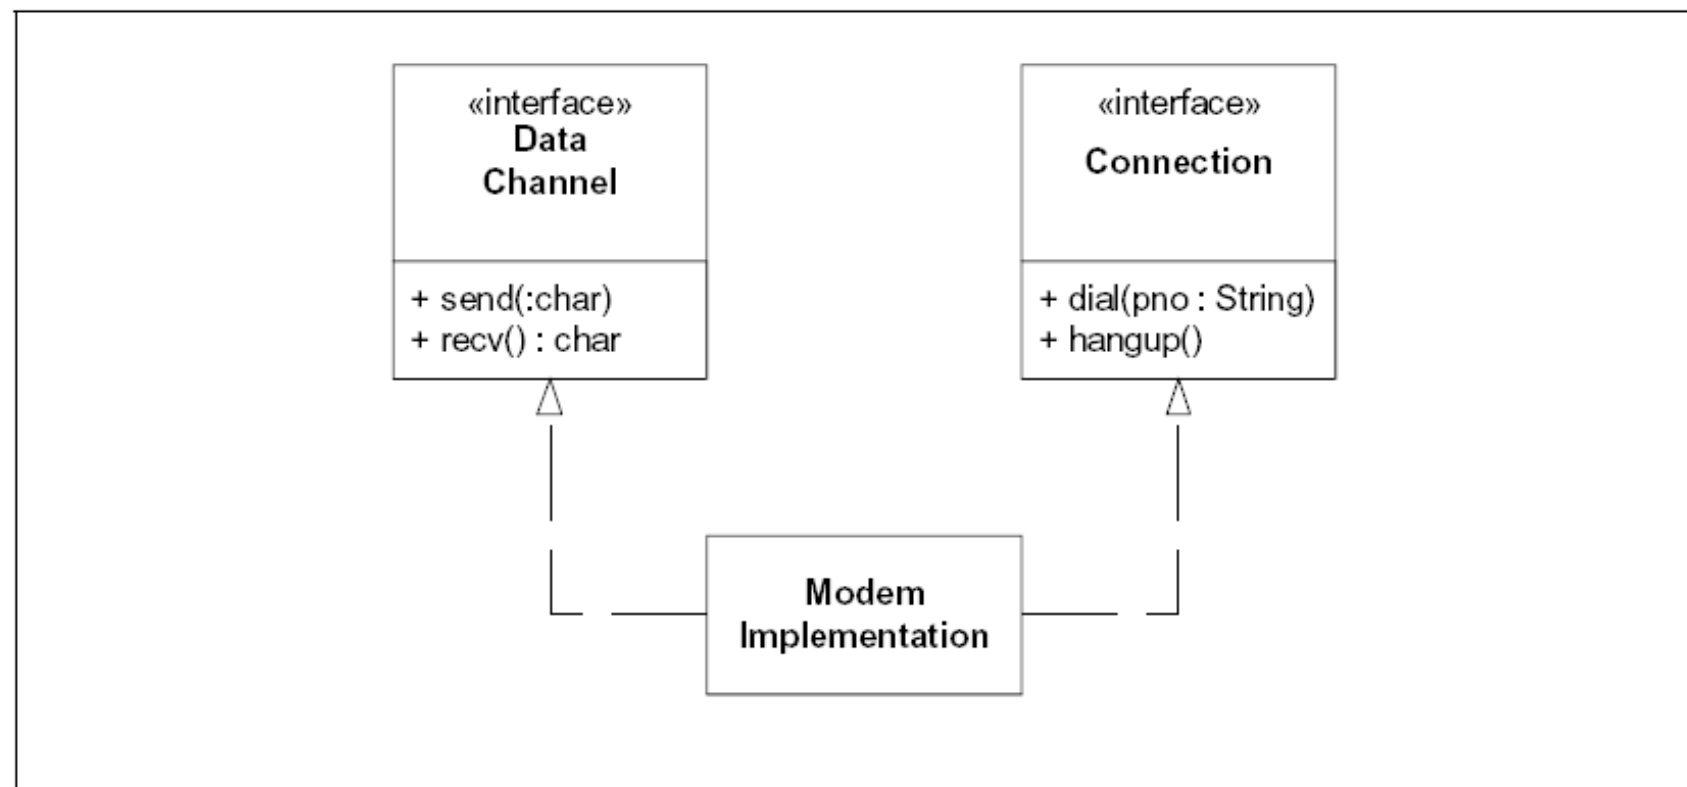 «interface»
Data
Channel
+ send(:char)
+ recv() : char
«interface»
Connection
+ dial(pno : String)
+ hangup()
Modem
Implementation